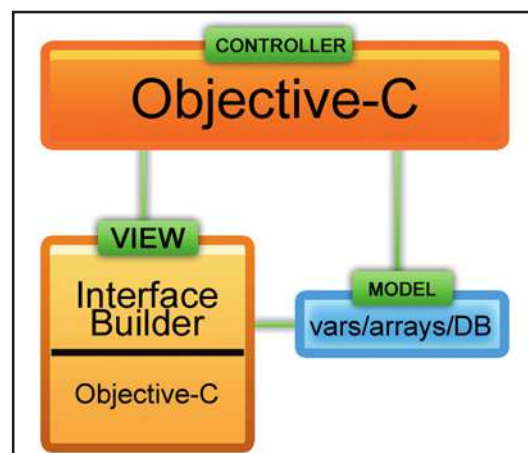 CONTROLLER
Objective-C
VIEW
Interface
Builder
Objective-C
MODEL
vars/arrays/DB